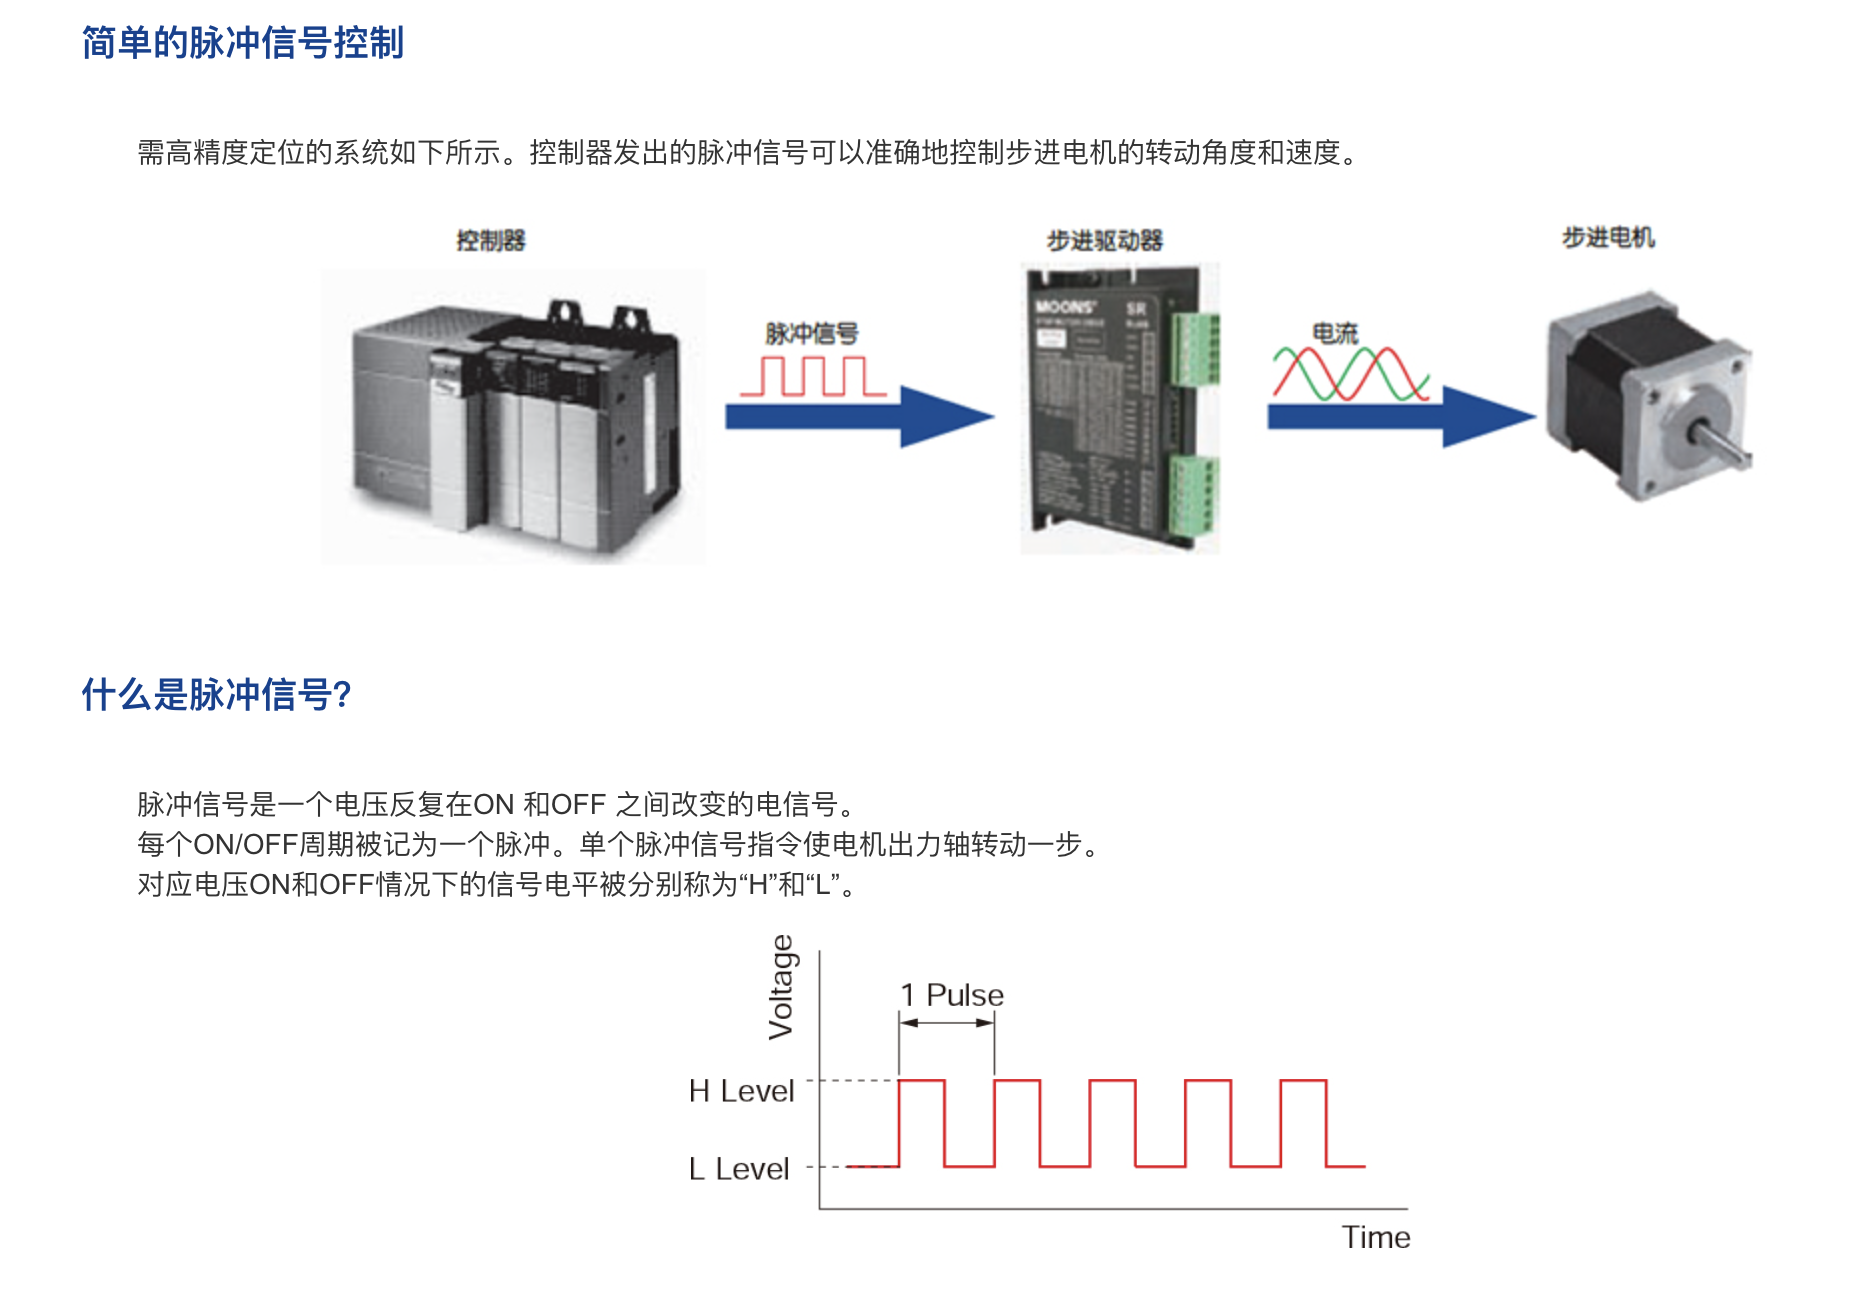 简单的脉冲信号控制
需高精度定位的系统如下所示。控制器发出的脉冲信号可以准确地控制步进电机的转动角度和速度。
控制器
步进驱动器
步进电机
脉冲信号
电流
MOONS'
SR
什么是脉冲信号?
脉冲信号是一个电压反复在ON 和OFF 之间改变的电信号。
每个ON/OFF周期被记为一个脉冲。单个脉冲信号指令使电机出力轴转动一步。
对应电压ON和OFF情况下的信号电平被分别称为“H”和“L”。
Voltage
1 Pulse
H Level
L Level
Time